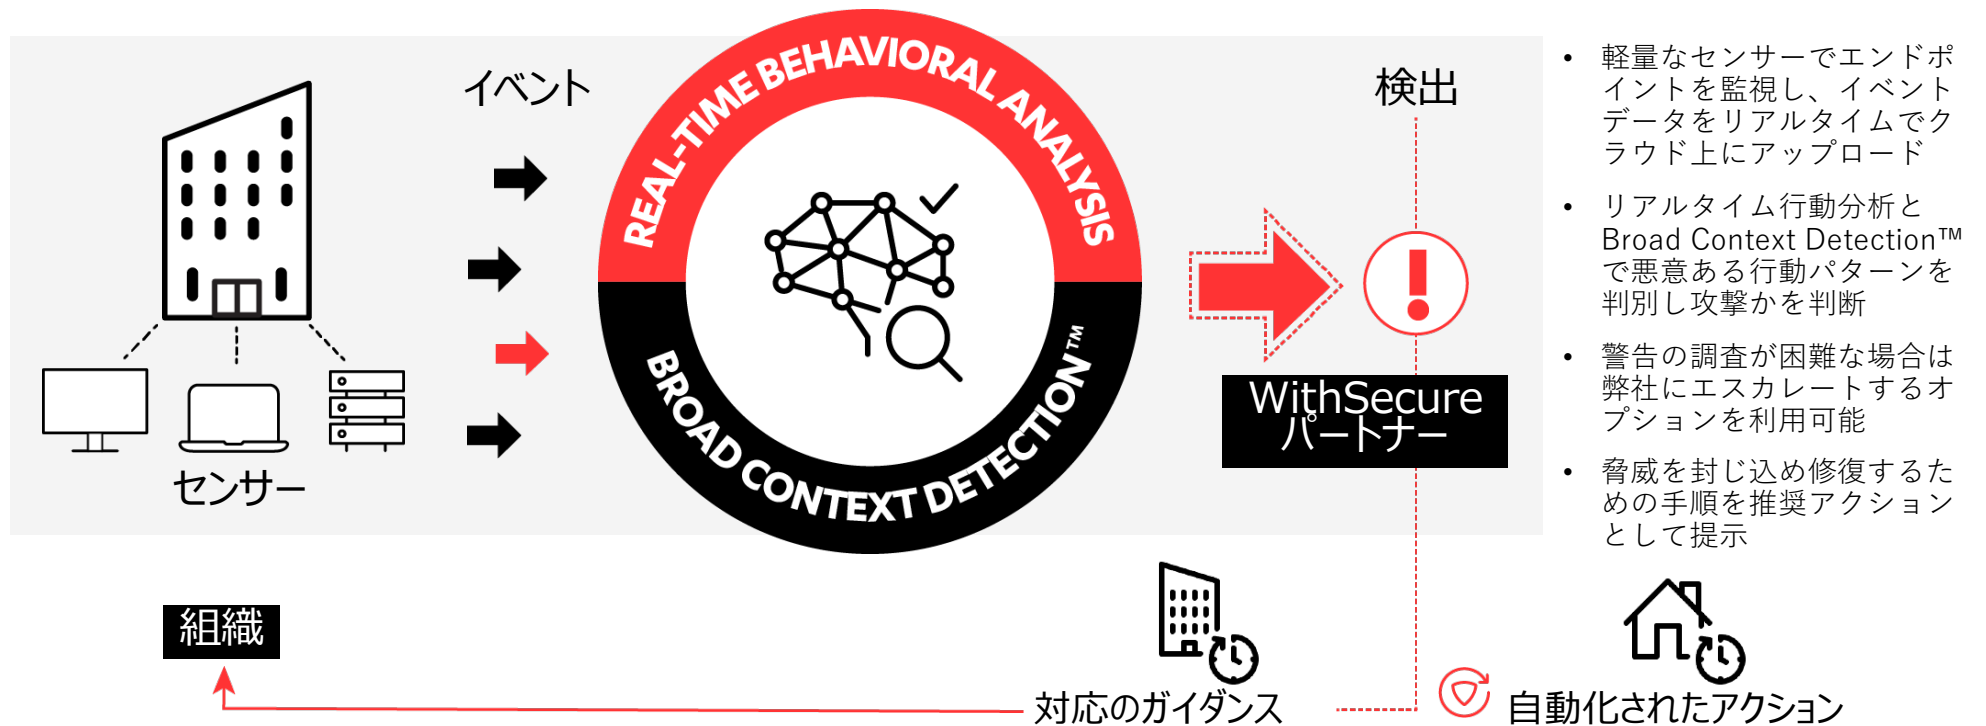 イベント
REAL-TIME BEHAVIORAL ANALYSIS
BROAD CONTEXT DETECTION™
センサー
検出
WithSecure
パートナー
• 軽量なセンサーでエンドポ
イントを監視し、イベント
データをリアルタイムでク
ラウド上にアップロード
• リアルタイム行動分析と
Broad Context Detection™
で悪意ある行動パターンを
判別し攻撃かを判断
• 警告の調査が困難な場合は
弊社にエスカレートするオ
プションを利用可能
• 脅威を封じ込め修復するた
めの手順を推奨アクション
として提示
組織
対応のガイダンス
自動化されたアクション